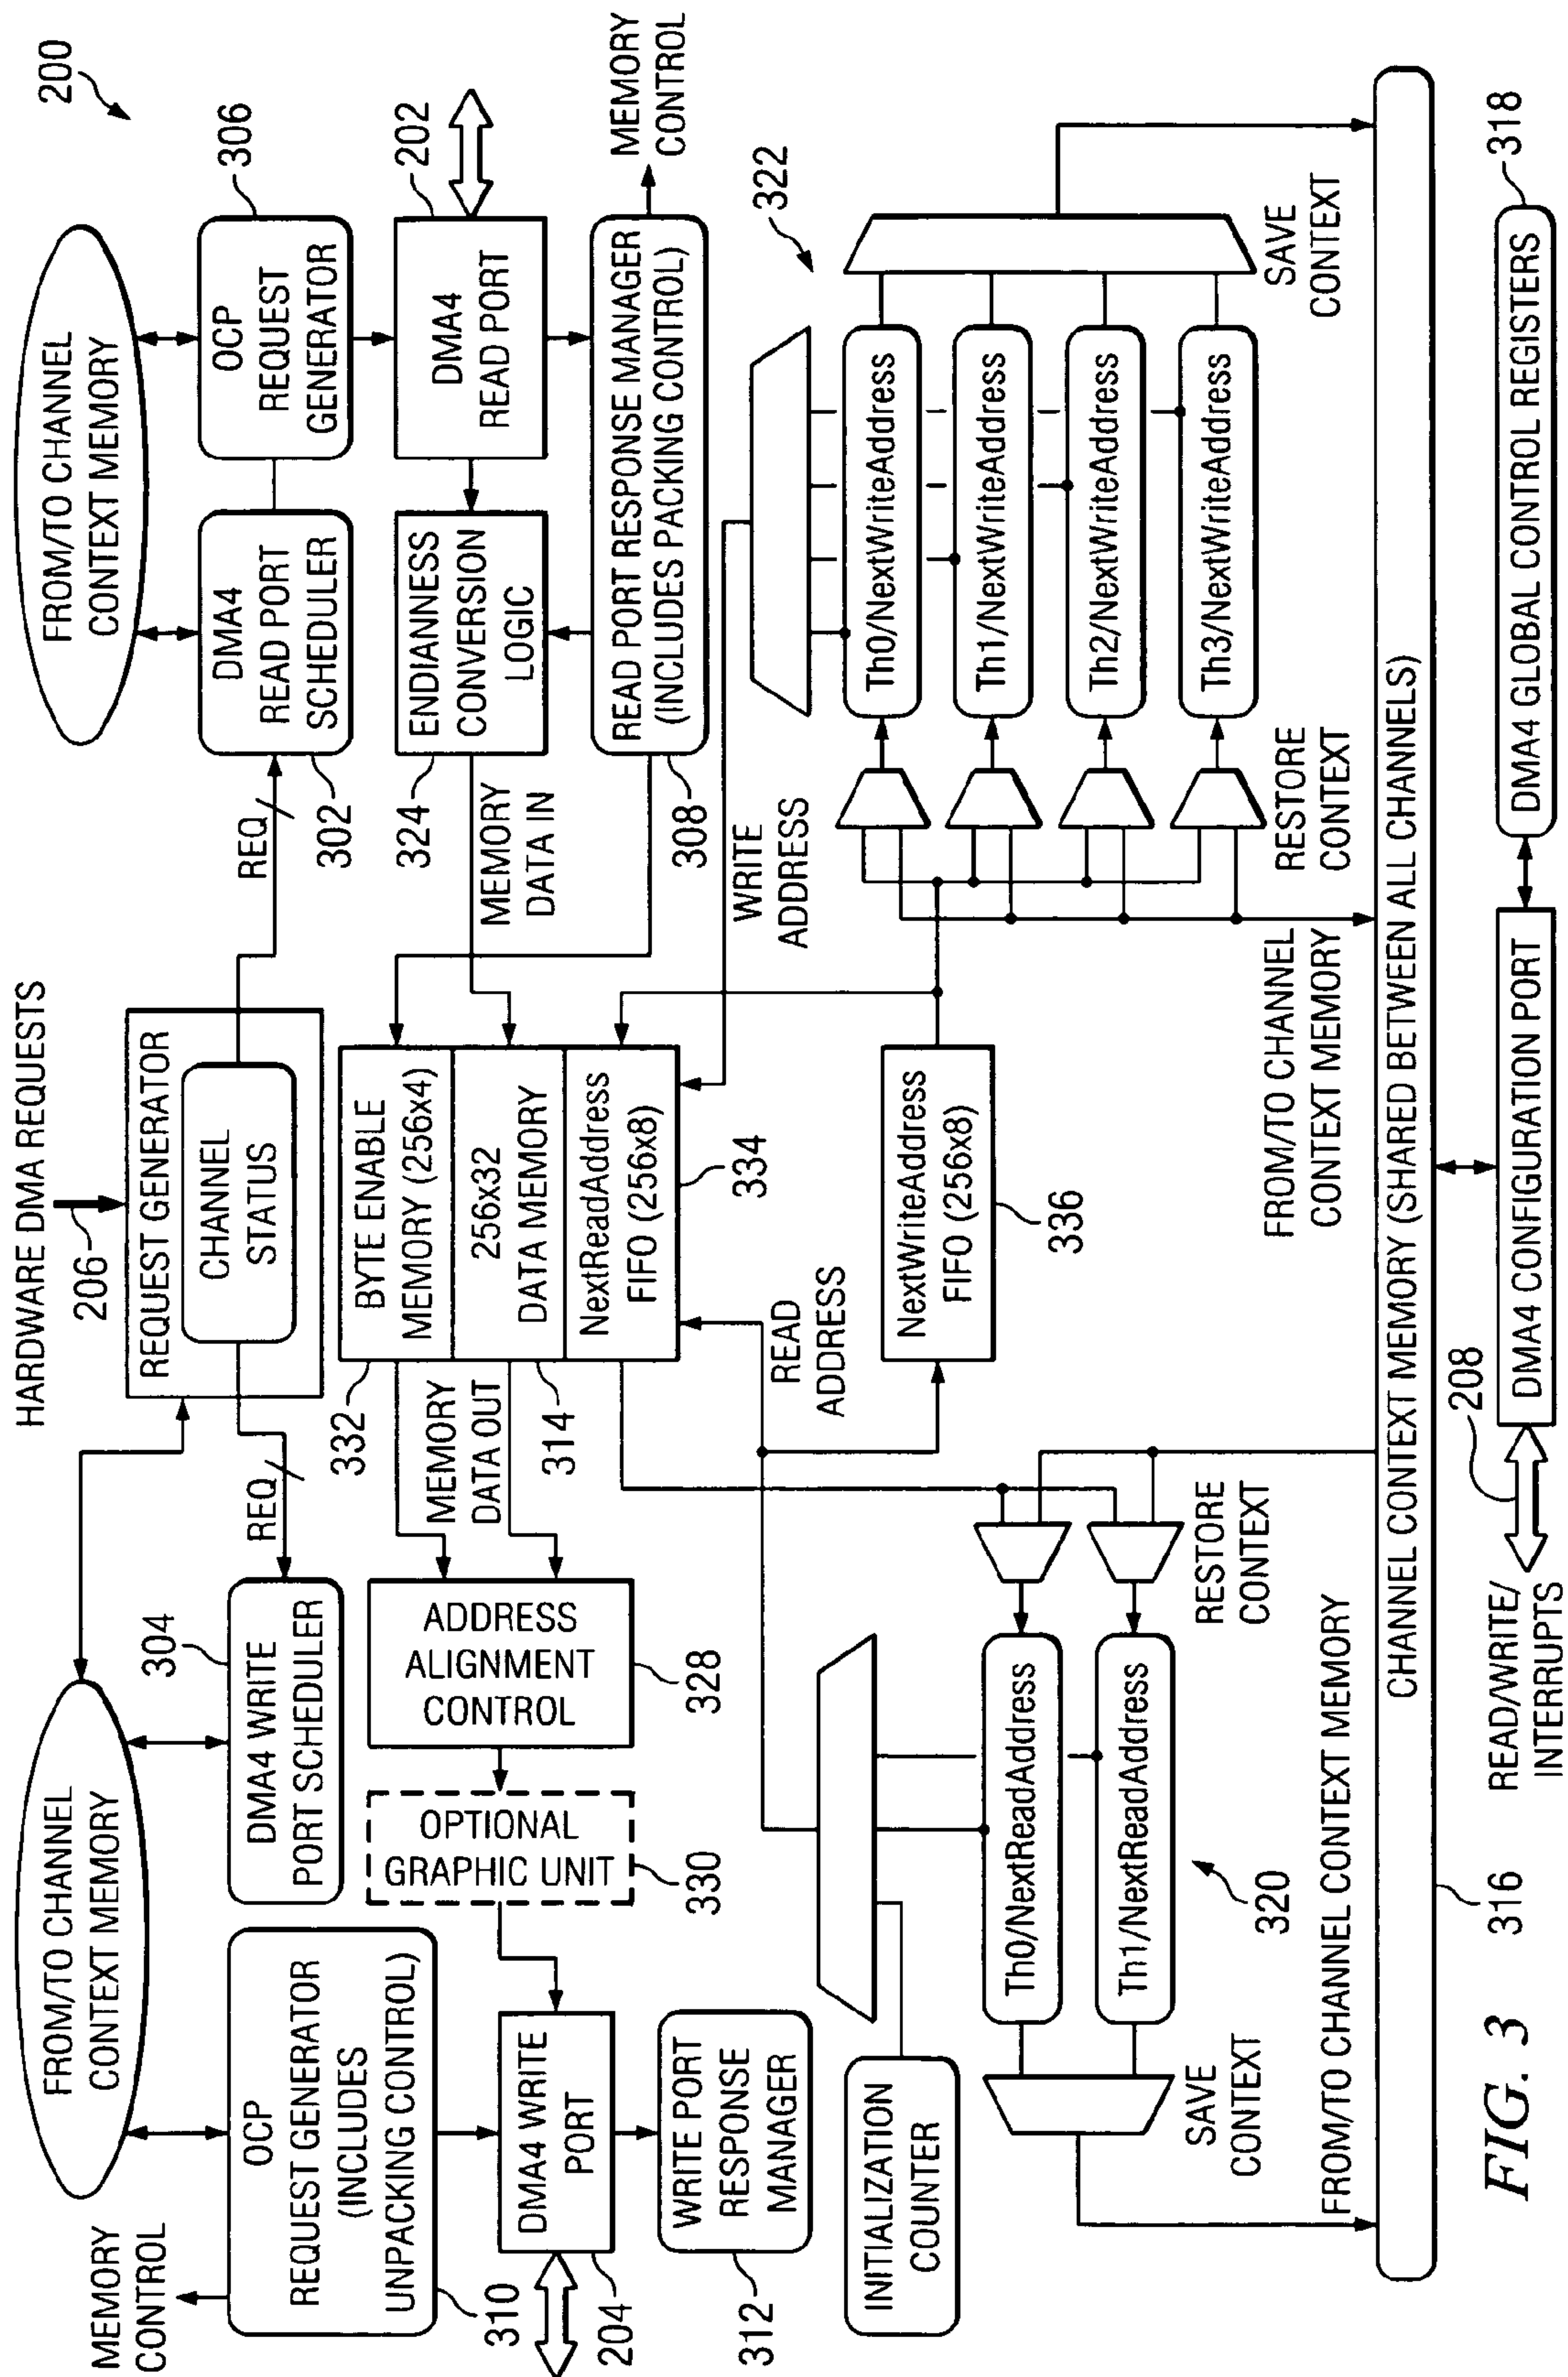 200
FROM/TO CHANNEL
CONTEXT MEMORY
306
OCP
REQUEST
GENERATOR
DMA4
READ PORT
SCHEDULER
302
REQ
202
DMA4
READ PORT
ENDIANNESS
CONVERSION
LOGIC
324
MEMORY
DATA IN
MEMORY
CONTROL
READ PORT RESPONSE MANAGER
(INCLUDES PACKING CONTROL)
308
HARDWARE DMA REQUESTS
206
REQUEST GENERATOR
CHANNEL
STATUS
REQ
FROM/TO CHANNEL
CONTEXT MEMORY
304
DMA4 WRITE
PORT SCHEDULER
MEMORY
CONTROL
OCP
REQUEST GENERATOR
(INCLUDES
UNPACKING CONTROL)
310
BYTE ENABLE
MEMORY (256x4)
256x32
DATA MEMORY
NextReadAddress
FIFO (256x8)
332
314
334
MEMORY
DATA OUT
ADDRESS
ALIGNMENT
CONTROL
328
OPTIONAL
GRAPHIC UNIT
330
DMA4 WRITE
PORT
204
WRITE PORT
RESPONSE
MANAGER
312
WRITE
ADDRESS
322
Th0/NextWriteAddress
Th1/NextWriteAddress
Th2/NextWriteAddress
Th3/NextWriteAddress
SAVE
CONTEXT
RESTORE
CONTEXT
FROM/TO CHANNEL
CONTEXT MEMORY
NextWriteAddress
FIFO (256x8)
336
READ
ADDRESS
INITIALIZATION
COUNTER
Th0/NextReadAddress
Th1/NextReadAddress
320
RESTORE
CONTEXT
SAVE
CONTEXT
FROM/TO CHANNEL CONTEXT MEMORY
CHANNEL CONTEXT MEMORY (SHARED BETWEEN ALL CHANNELS)
316
318
DMA4 GLOBAL CONTROL REGISTERS
DMA4 CONFIGURATION PORT
208
READ/WRITE/
INTERRUPTS
FIG. 3